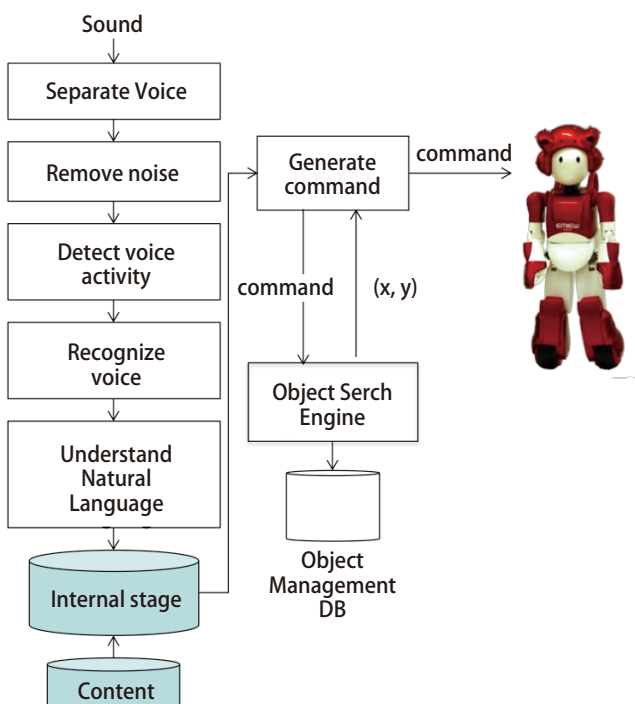 Sound
Separate Voice
Remove noise
Detect voice
activity
Recognize
voice
Understand
Natural
Language
Internal stage
Content
Generate
command
command
command
(x, y)
Object Serch
Engine
Object
Management
DB